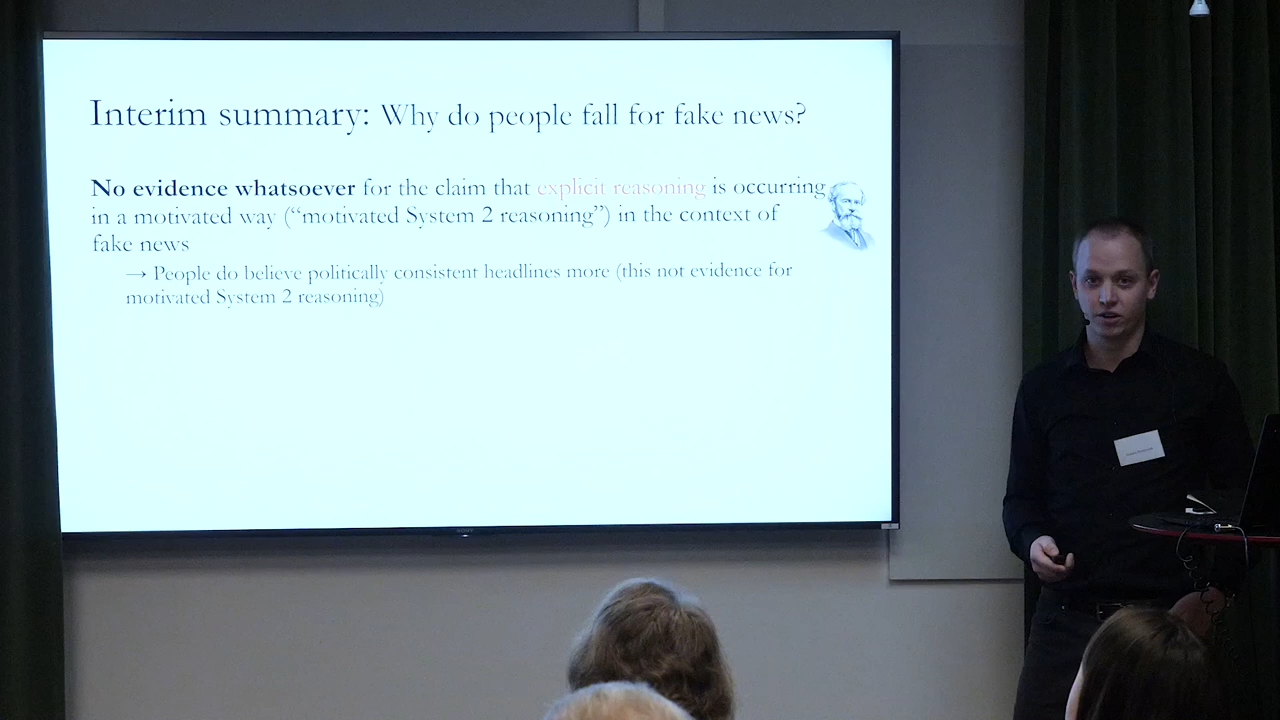 Interim summary: Why do people fall for fake news?
No evidence whatsoever for the claim that explicit reasoning is occurring
in a motivated way (“motivated System 2 reasoning”) in the context of
fake news
→ People do believe politically consistent headlines more (this not evidence for
motivated System 2 reasoning)
SONY